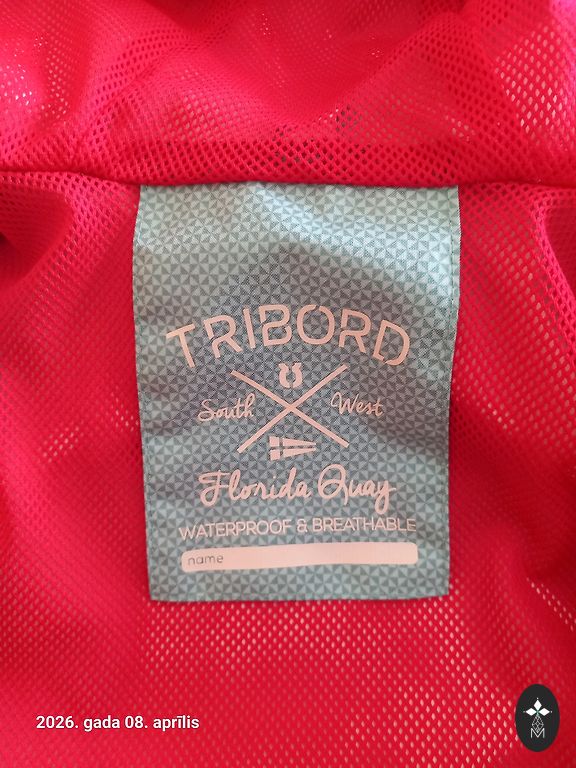 TRIBORD
South West
Florida Quay
WATERPROOF & BREATHABLE
name
2026. gada 08. aprīlis
M